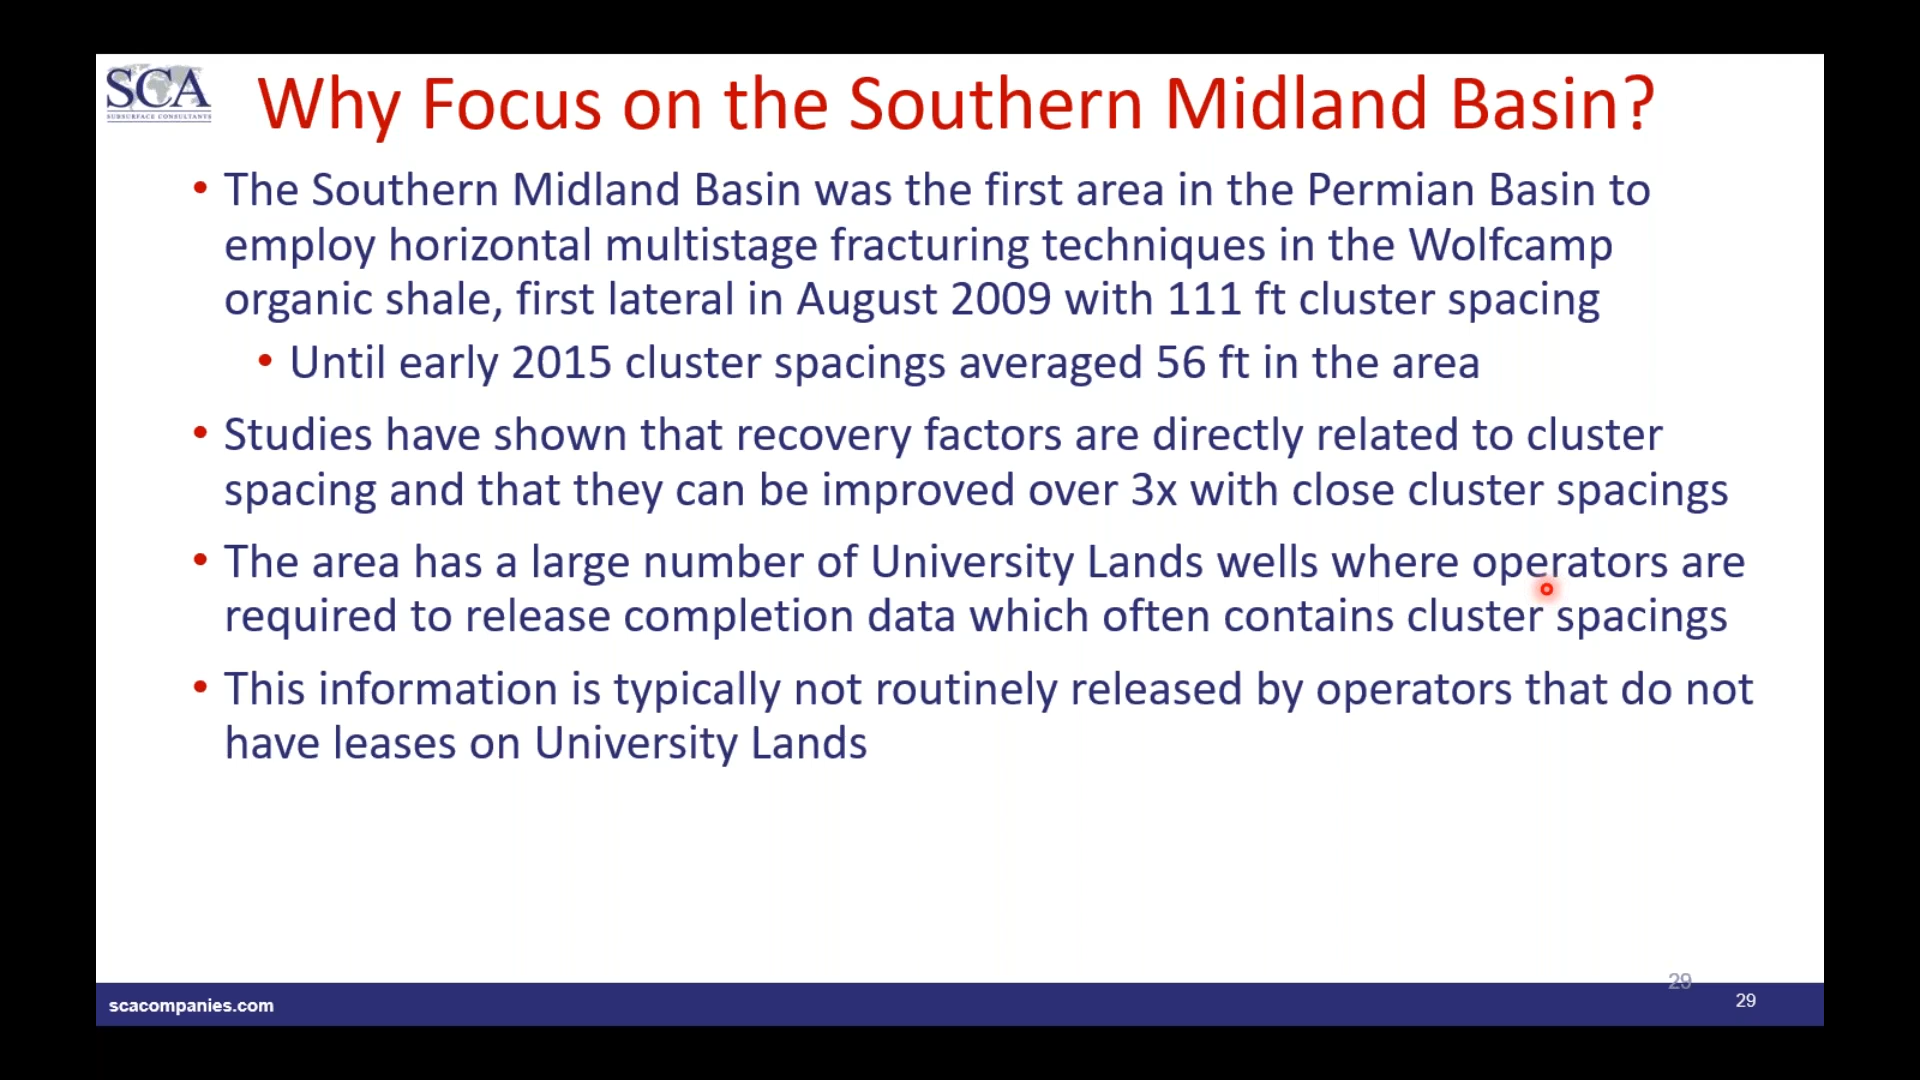 SCA
SUBSURFACE CONSULTANTS
Why Focus on the Southern Midland Basin?
• The Southern Midland Basin was the first area in the Permian Basin to
employ horizontal multistage fracturing techniques in the Wolfcamp
organic shale, first lateral in August 2009 with 111 ft cluster spacing
• Until early 2015 cluster spacings averaged 56 ft in the area
• Studies have shown that recovery factors are directly related to cluster
spacing and that they can be improved over 3x with close cluster spacings
• The area has a large number of University Lands wells where operators are
required to release completion data which often contains cluster spacings
• This information is typically not routinely released by operators that do not
have leases on University Lands
29
scacompanies.com
29